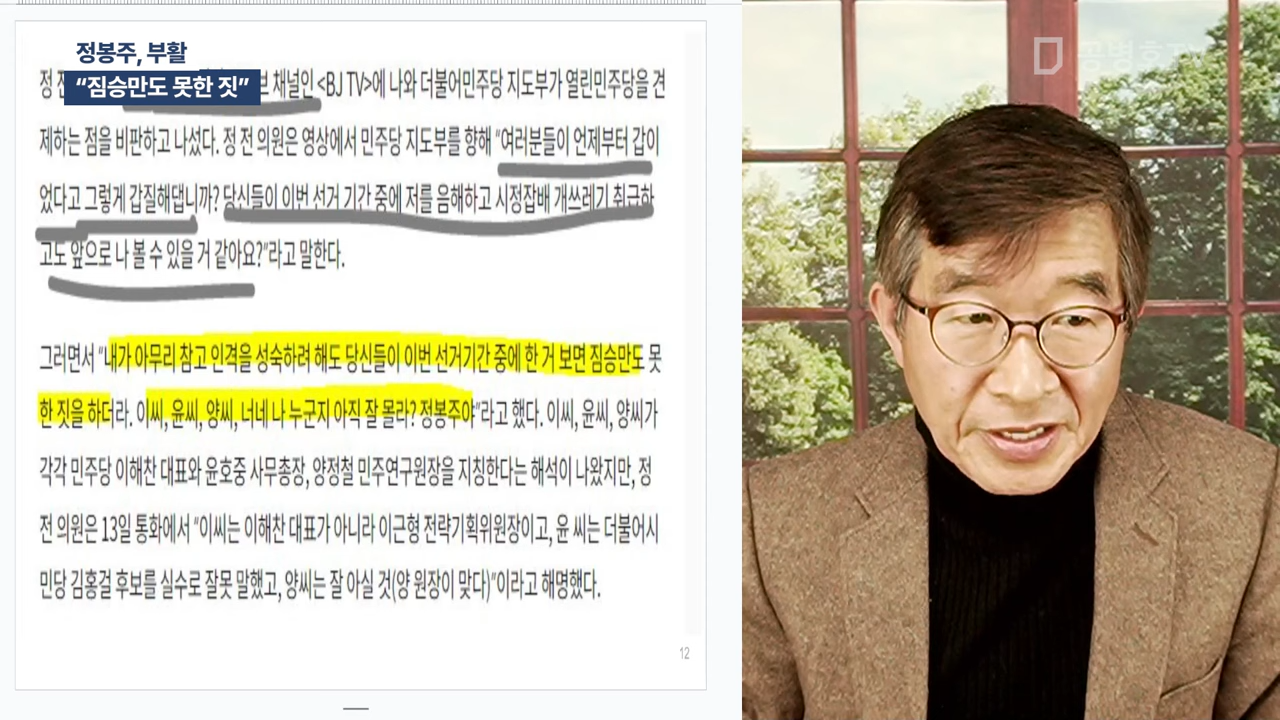 정봉주, 부활
“짐승만도 못한 짓”
정 전 채널인 <BJ TV>에 나와 더불어민주당 지도부가 열린민주당을 견
제하는 점을 비판하고 나섰다. 정 전 의원은 영상에서 민주당 지도부를 향해 “여러분들이 언제부터 갑이
었다고 그렇게 갑질해댑니까? 당신들이 이번 선거 기간 중에 저를 음해하고 시정잡배 개쓰레기 취급하
고도 앞으로 나 볼 수 있을 거 같아요?”라고 말한다.
그러면서 “내가 아무리 참고 인격을 성숙하려 해도 당신들이 이번 선거기간 중에 한 거 보면 짐승만도 못
한 짓을 하더라. 이씨, 윤씨, 양씨, 너네 나 누군지 아직 잘 몰라? 정봉주야”라고 했다. 이씨, 윤씨, 양씨가
각각 민주당 이해찬 대표와 윤호중 사무총장, 양정철 민주연구원장을 지칭한다는 해석이 나왔지만, 정
전 의원은 13일 통화에서 “이씨는 이해찬 대표가 아니라 이근형 전략기획위원장이고, 윤 씨는 더불어시
민당 김홍걸 후보를 실수로 잘못 말했고, 양씨는 잘 아실 것(양 원장이 맞다)”이라고 해명했다.
12
공병호TV